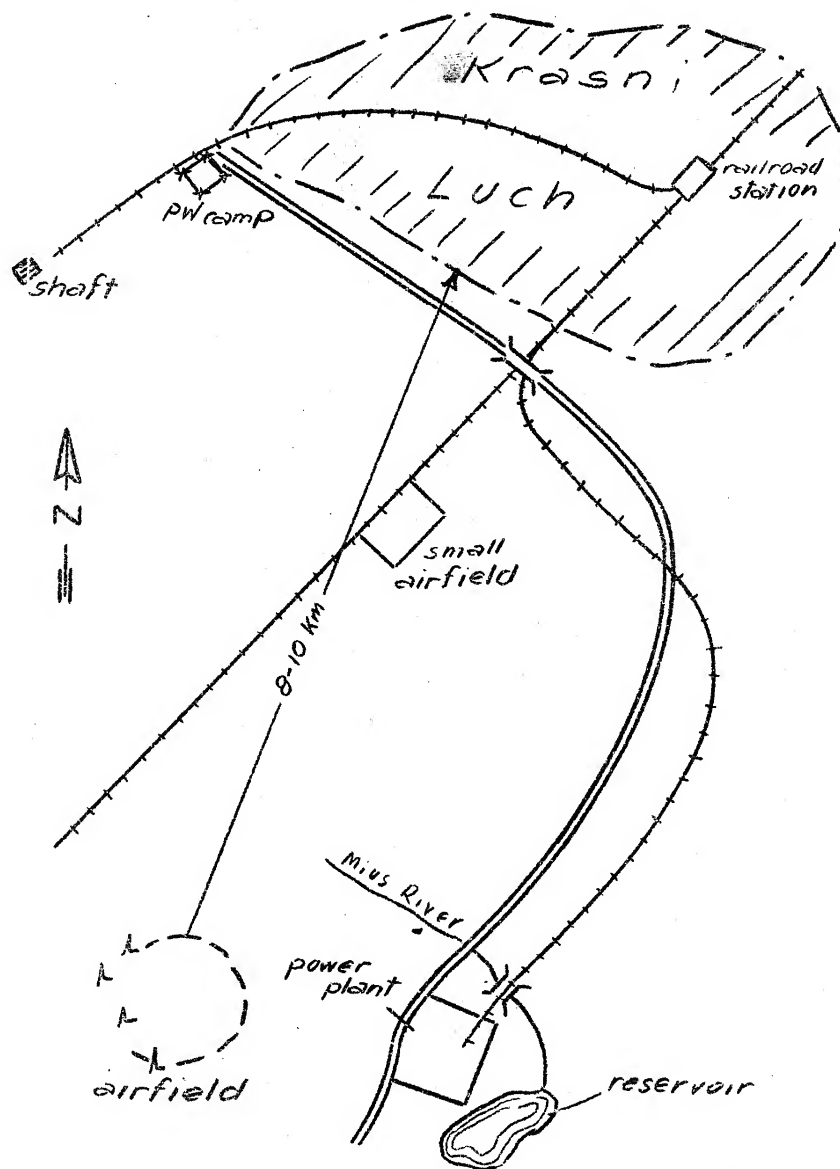 Krasni
Luch
railroad
station
PW camp
shaft
N
small
airfield
8-10 Km
Mius River
power
plant
airfield
reservoir